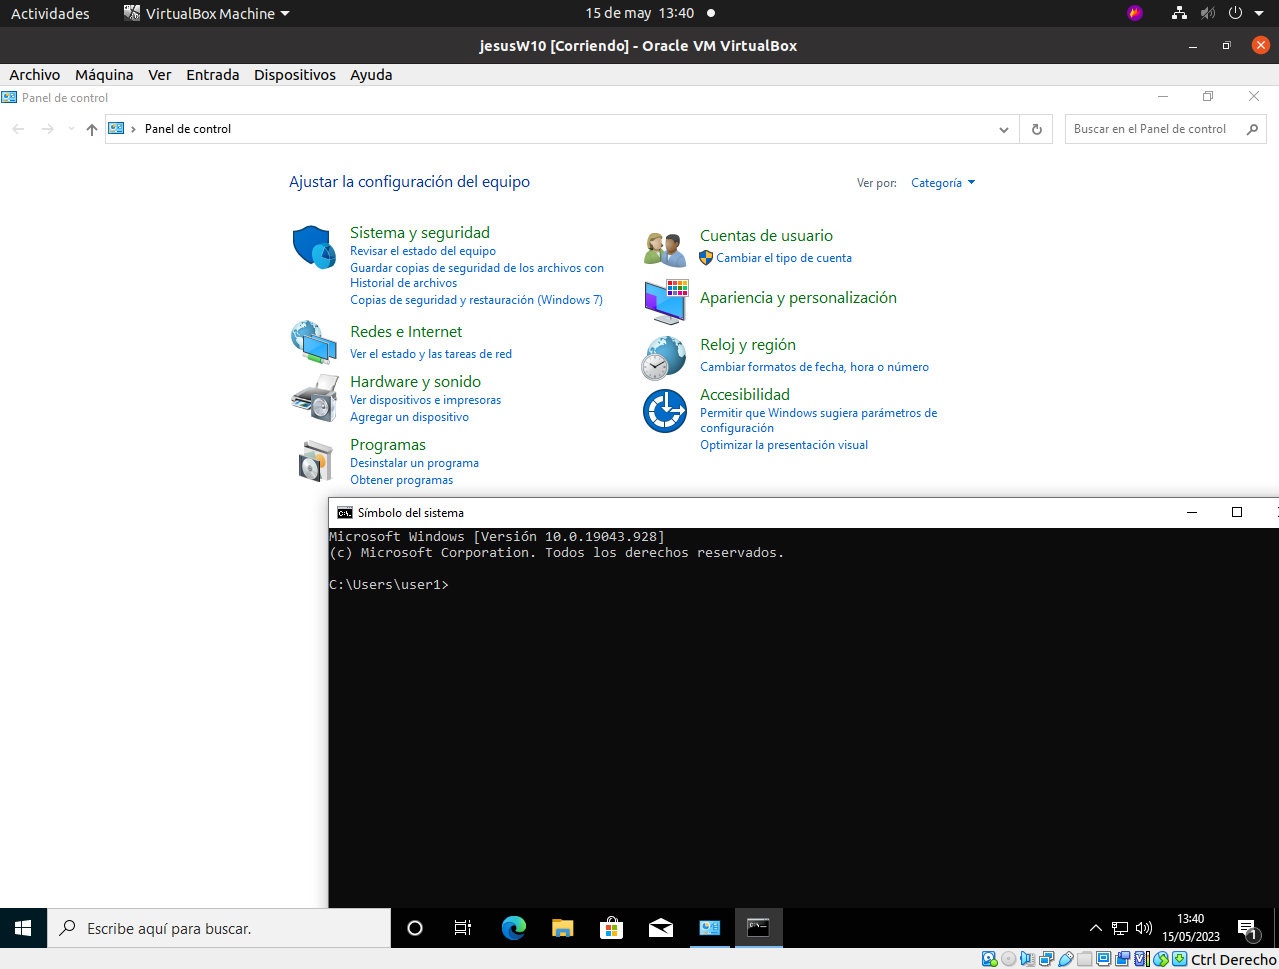 Actividades VirtualBox Machine 15 de may 13:40
jesusW10 [Corriendo] - Oracle VM VirtualBox
Archivo Máquina Ver Entrada Dispositivos Ayuda
Panel de control
Panel de control
Buscar en el Panel de control
Ajustar la configuración del equipo
Ver por: Categoría
Sistema y seguridad
Revisar el estado del equipo
Guardar copias de seguridad de los archivos con
Historial de archivos
Copias de seguridad y restauración (Windows 7)
Redes e Internet
Ver el estado y las tareas de red
Hardware y sonido
Ver dispositivos e impresoras
Agregar un dispositivo
Programas
Desinstalar un programa
Obtener programas
Cuentas de usuario
Cambiar el tipo de cuenta
Apariencia y personalización
Reloj y región
Cambiar formatos de fecha, hora o número
Accesibilidad
Permitir que Windows sugiera parámetros de
configuración
Optimizar la presentación visual
Símbolo del sistema
Microsoft Windows [Versión 10.0.19043.928]
(c) Microsoft Corporation. Todos los derechos reservados.
C:\Users\user1>
Escribe aquí para buscar.
13:40
15/05/2023
1
Ctrl Derecho